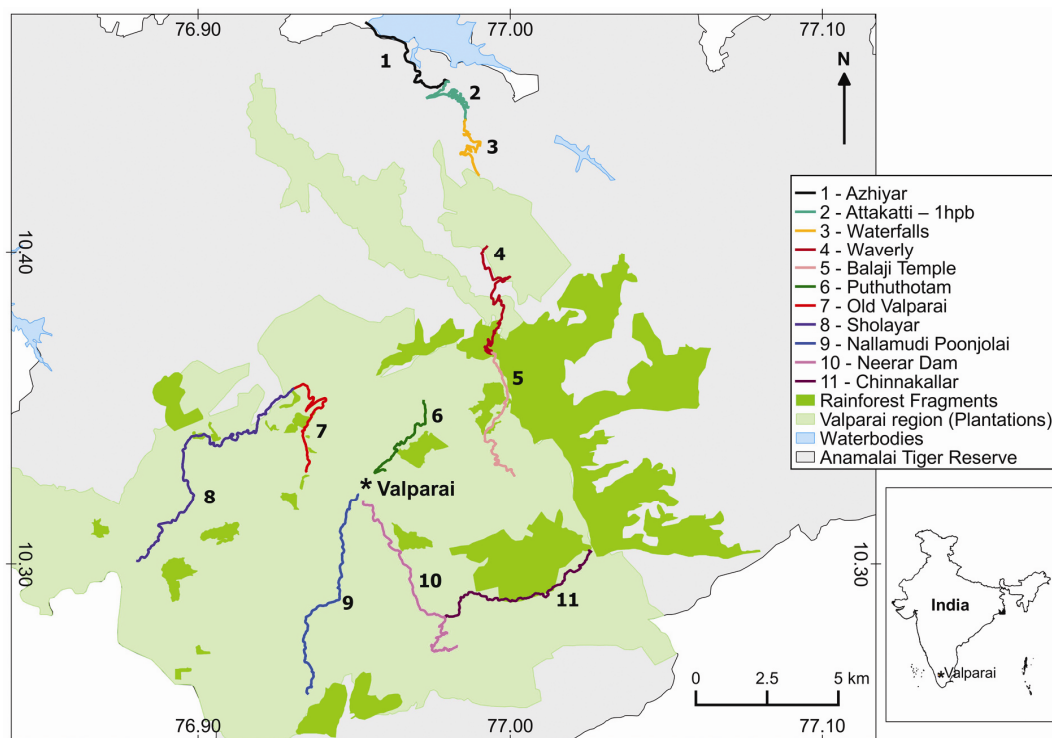 76.90
77.00
77.10
N
1
2
3
4
5
6
7
8
9
10
11
10.40
10.30
10.30
* Valparai
1 - Azhiyar
2 - Attakatti – 1hpb
3 - Waterfalls
4 - Waverly
5 - Balaji Temple
6 - Puthuthotam
7 - Old Valparai
8 - Sholayar
9 - Nallamudi Poonjolai
10 - Neerar Dam
11 - Chinnakallar
Rainforest Fragments
Valparai region (Plantations)
Waterbodies
Anamalai Tiger Reserve
India
*Valparai
0 2.5 5 km
76.90
77.00
77.10